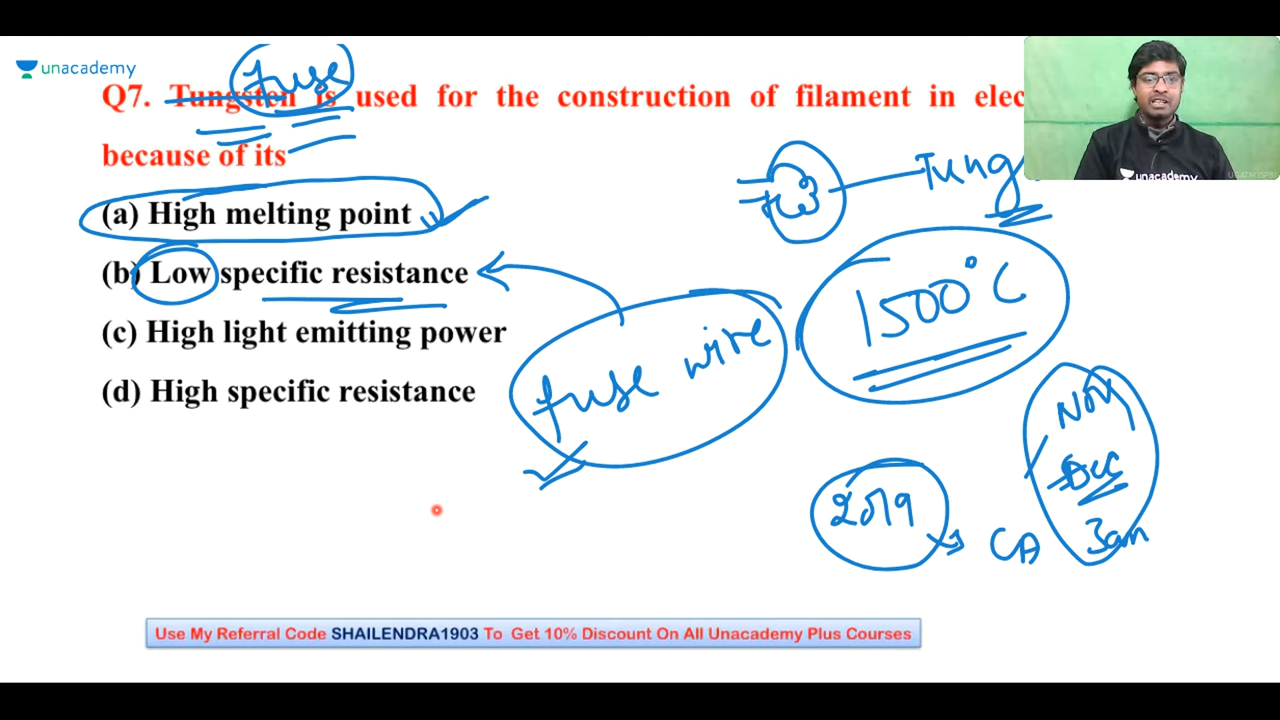 unacademy
fuse
Q7. Tungsten is used for the construction of filament in elec
because of its
Tung
(a) High melting point
(b) Low specific resistance
1500°C
(c) High light emitting power
fuse wire
(d) High specific resistance
Nov
Dec
Jan
2019
CA
unacademy
Use My Referral Code SHAILENDRA1903 To Get 10% Discount On All Unacademy Plus Courses